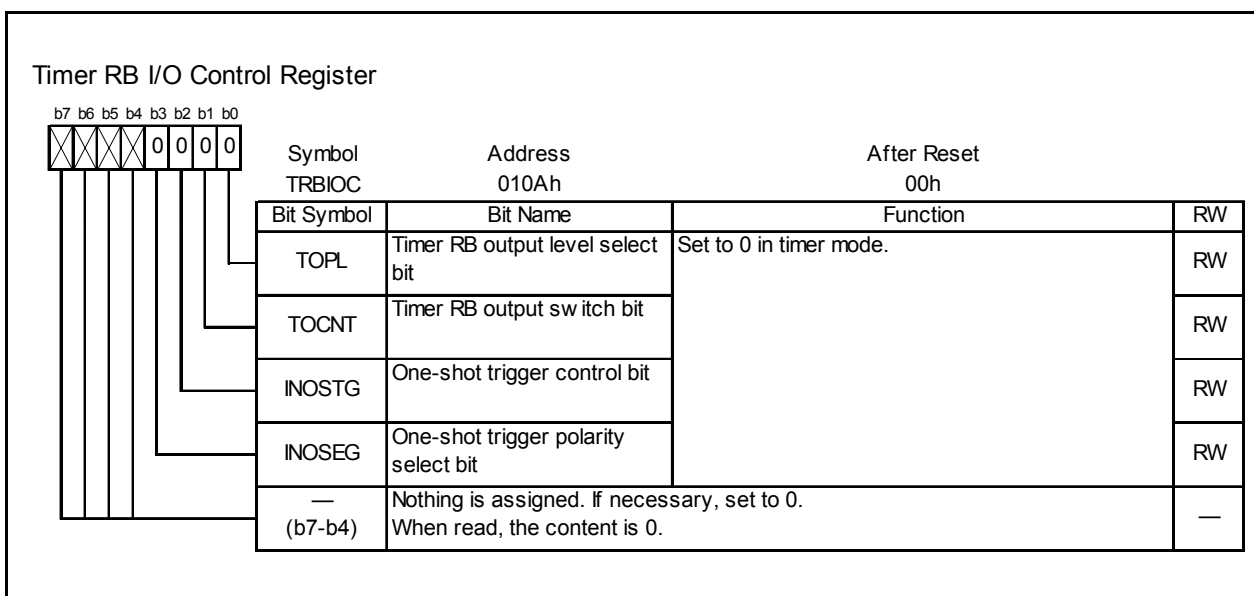 Timer RB I/O Control Register
b7 b6 b5 b4 b3 b2 b1 b0
0 0 0 0
Symbol Address After Reset
TRBIOC 010Ah 00h
Bit Symbol Bit Name Function RW
TOPL Timer RB output level select bit Set to 0 in timer mode. RW
TOCNT Timer RB output switch bit RW
INOSTG One-shot trigger control bit RW
INOSEG One-shot trigger polarity select bit RW
— (b7-b4) Nothing is assigned. If necessary, set to 0. —
When read, the content is 0.